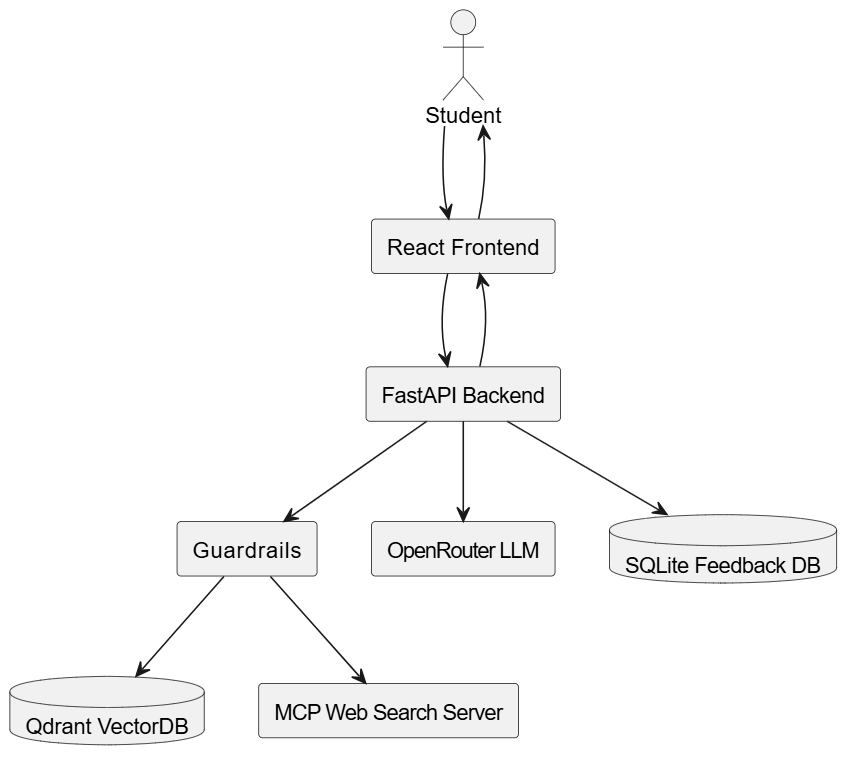 Student
React Frontend
FastAPI Backend
Guardrails
OpenRouter LLM
SQLite Feedback DB
Qdrant VectorDB
MCP Web Search Server